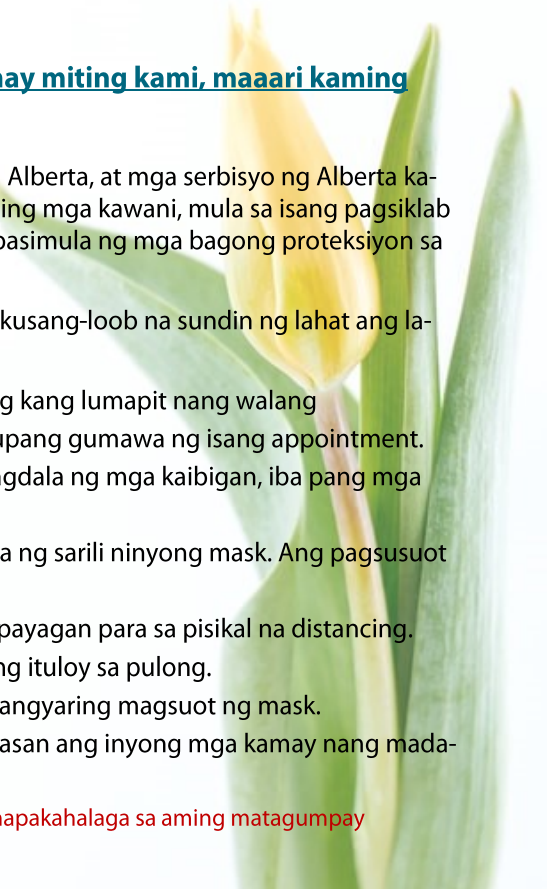 may miting kami, maaari kaming
Alberta, at mga serbisyo ng Alberta ka-
ing mga kawani, mula sa isang pagsiklab
pasimula ng mga bagong proteksiyon sa
kusang-loob na sundin ng lahat ang la-
g kang lumapit nang walang
upang gumawa ng isang appointment.
gdala ng mga kaibigan, iba pang mga
a ng sarili ninyong mask. Ang pagsusuot
payagan para sa pisikal na distancing.
ng ituloy sa pulong.
angyaring magsuot ng mask.
asan ang inyong mga kamay nang mada-
napakahalaga sa aming matagumpay